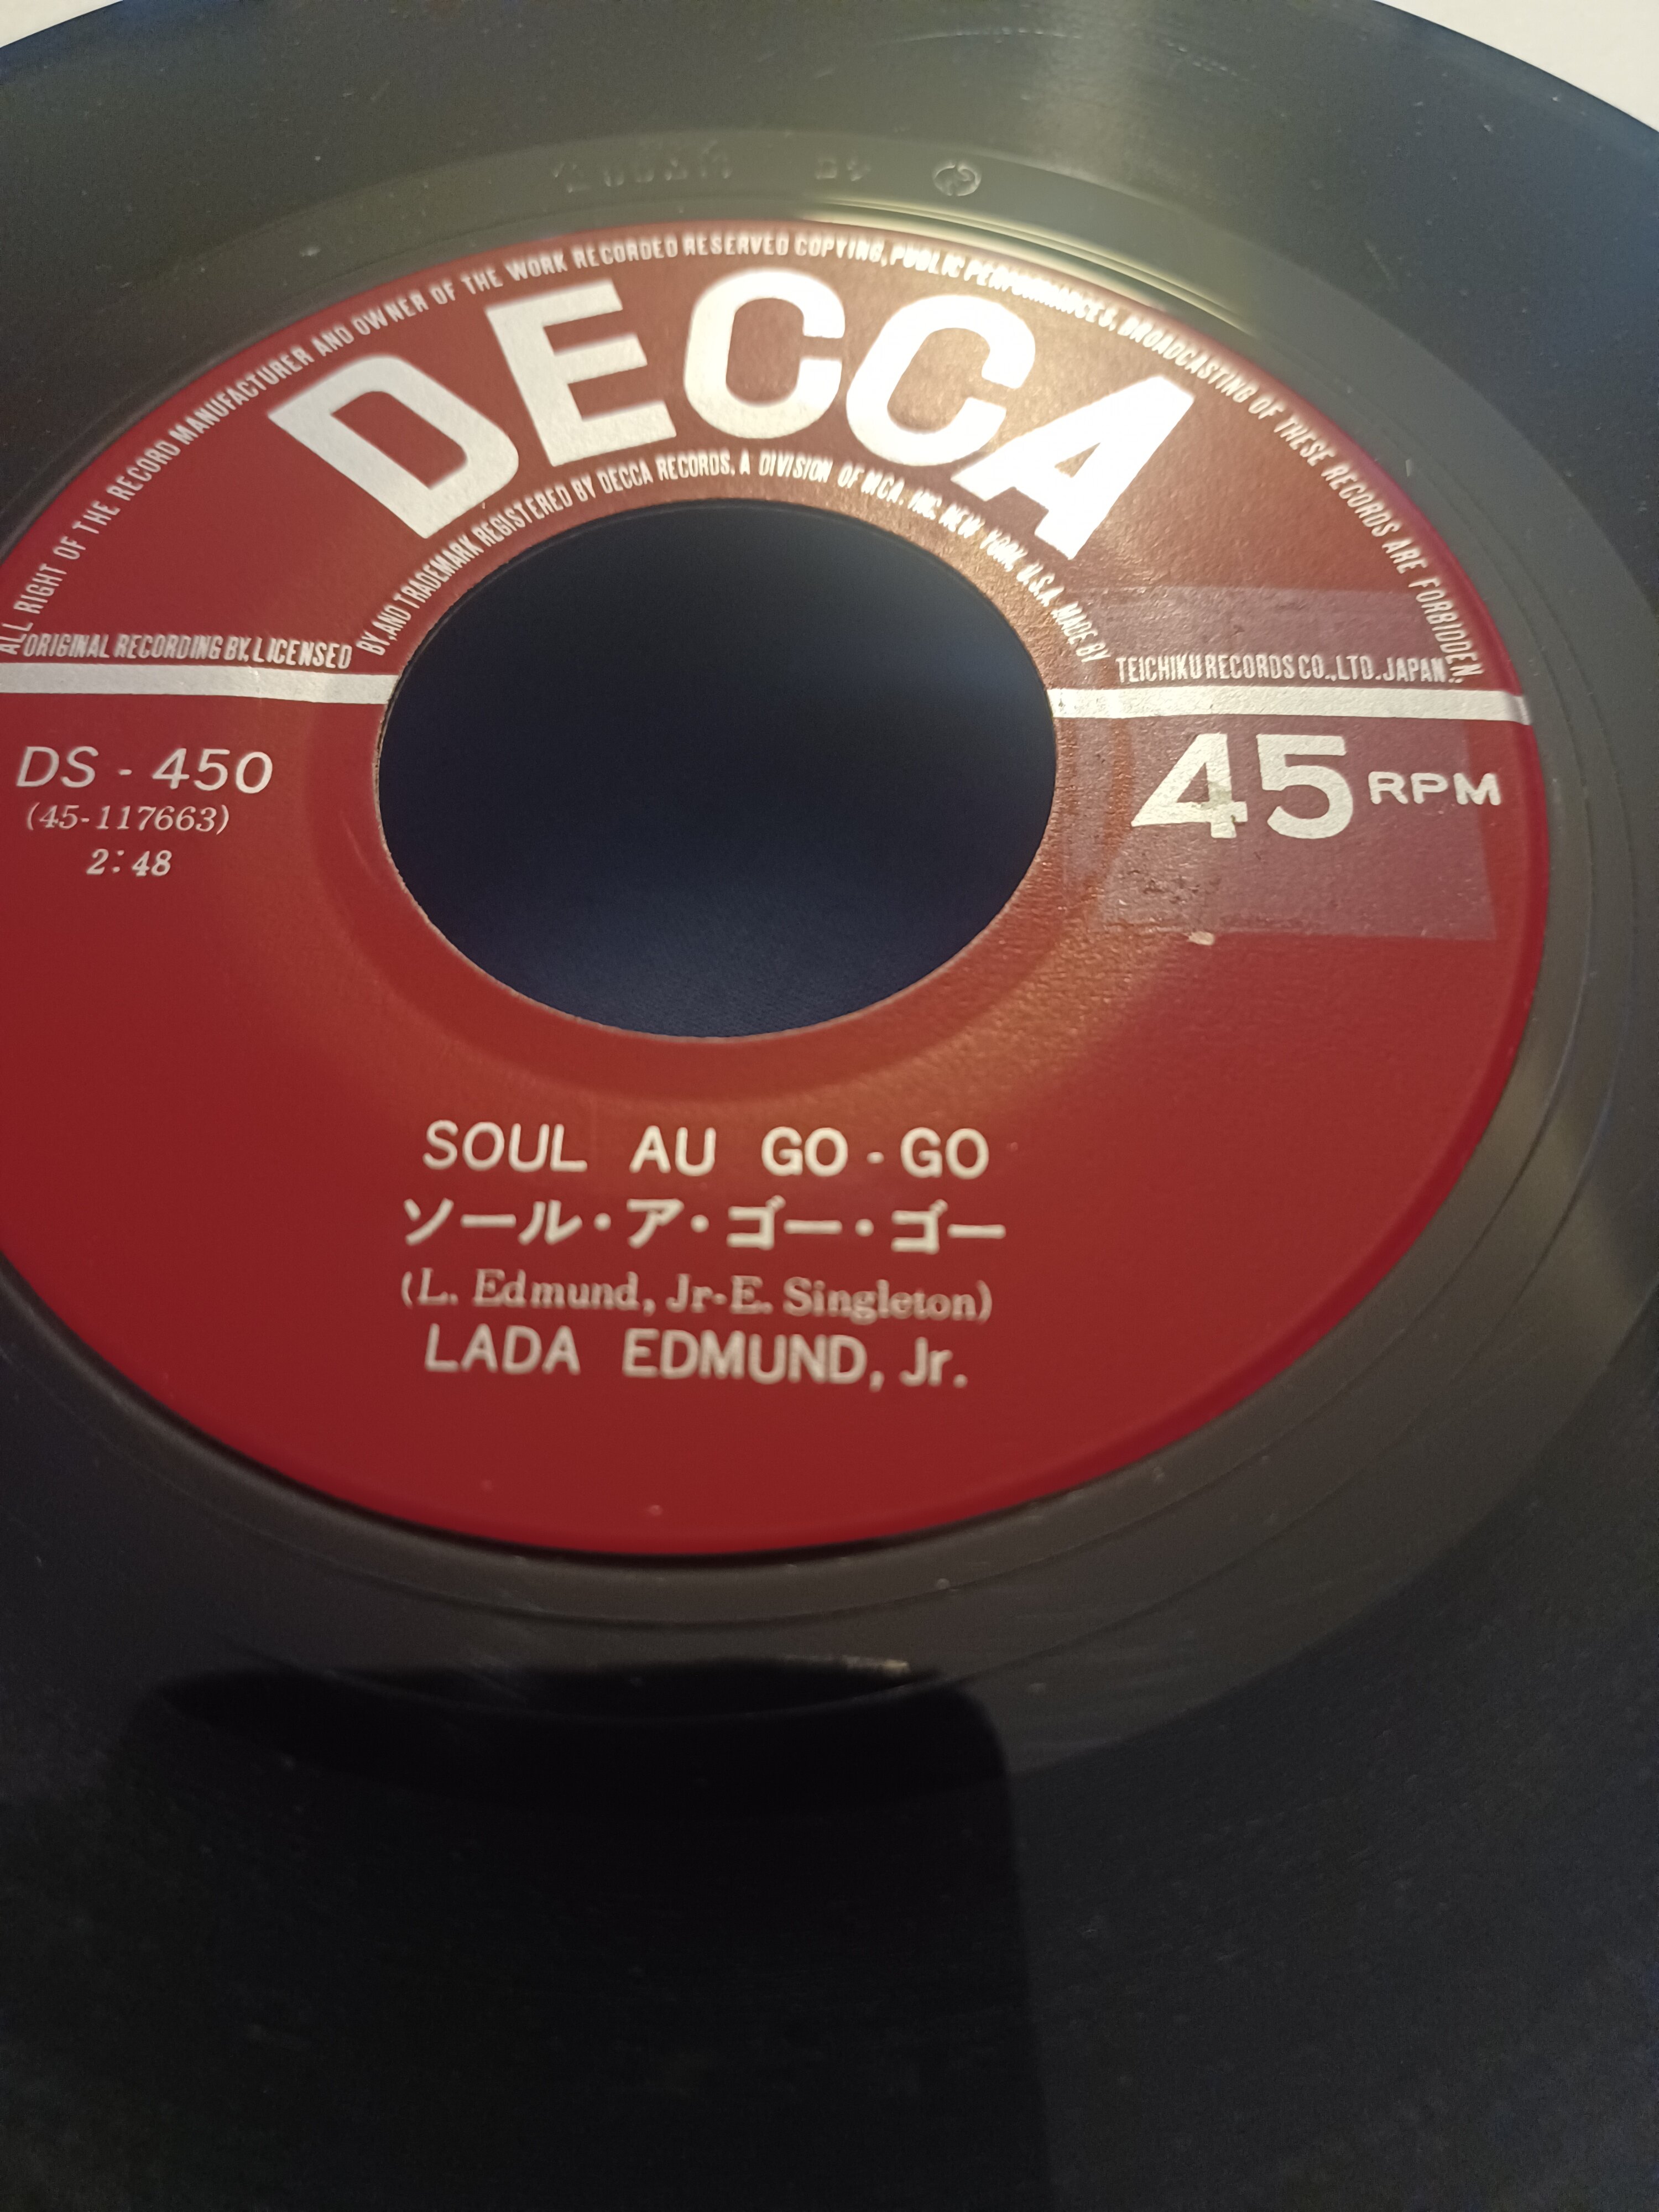 ALL RIGHT OF THE RECORD MANUFACTURER AND OWNER OF THE WORK RECORDED RESERVED COPYING, PUBLIC PERFORMANCES, BROADCASTING OF THESE RECORDS ARE FORBIDDEN,
DECCA
ORIGINAL RECORDING BY, LICENSED BY, AND TRADEMARK REGISTERED BY DECCA RECORDS, A DIVISION OF MCA. INC. NEW YORK, U.S.A. MADE BY TEICHIKU RECORDS CO., LTD. JAPAN.
DS - 450
(45-117663)
2:48
45 RPM
SOUL AU GO-GO
ソール・ア・ゴー・ゴー
(L. Edmund, Jr-E. Singleton)
LADA EDMUND, Jr.